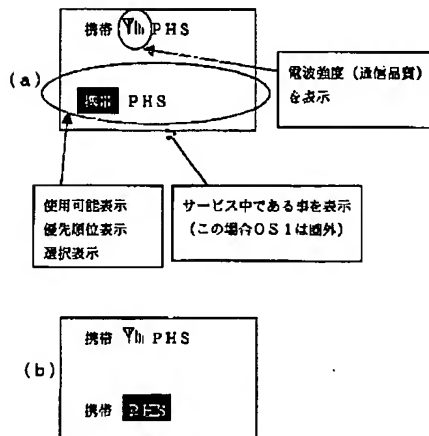 携帯 PHS
(a)
携帯 PHS
電波強度（通信品質）
を表示
使用可能表示
優先順位表示
選択表示
サービス中である事を表示
（この場合OS1は圏外）
(b)
携帯 PHS
携帯 PHS